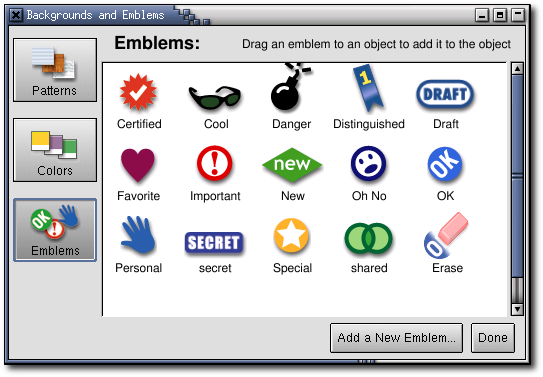 Backgrounds and Emblems
Patterns
Colors
OK
!
Emblems
Emblems:
Drag an emblem to an object to add it to the object
1
DRAFT
Certified Cool Danger Distinguished Draft
! new OK
Favorite Important New Oh No OK
SECRET O
Personal secret Special shared Erase
Add a New Emblem... Done